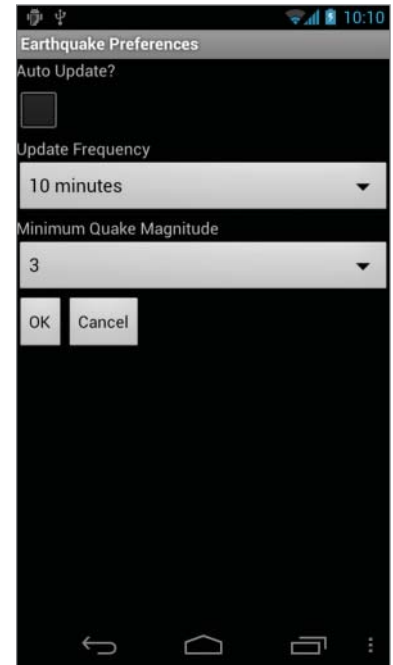 10:10
Earthquake Preferences
Auto Update?
Update Frequency
10 minutes
Minimum Quake Magnitude
3
OK Cancel